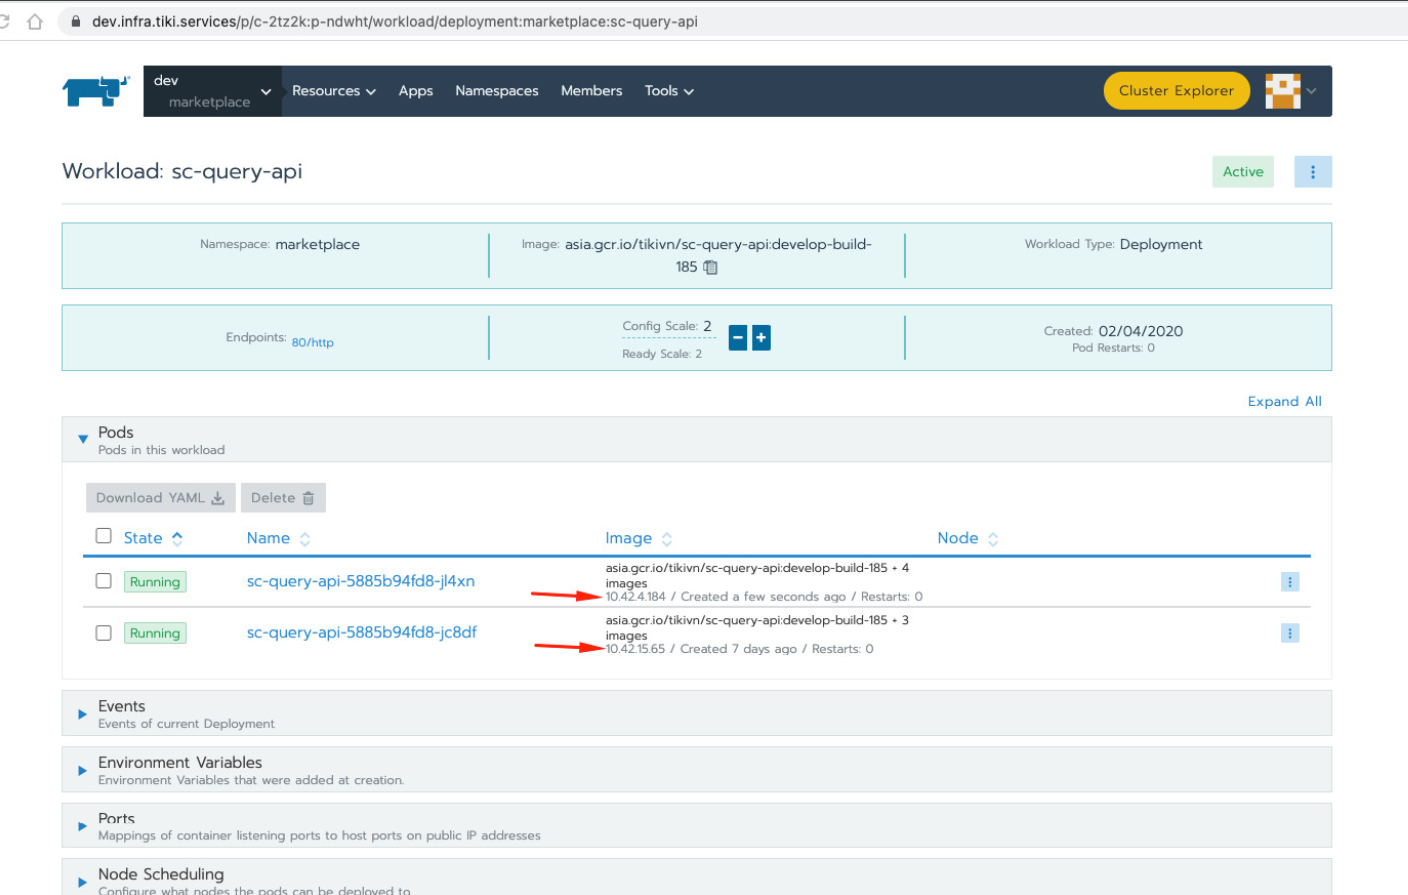 dev.infra.tiki.services/p/c-2tz2k:p-ndwht/workload/deployment:marketplace:sc-query-api
dev
marketplace
Resources Apps Namespaces Members Tools Cluster Explorer
Workload: sc-query-api
Active
Namespace: marketplace
Image: asia.gcr.io/tikivn/sc-query-api:develop-build-
185
Workload Type: Deployment
Endpoints: 80/http
Config Scale: 2
Ready Scale: 2
Created: 02/04/2020
Pod Restarts: 0
Expand All
Pods
Pods in this workload
Download YAML Delete
State Name Image Node
Running sc-query-api-5885b94fd8-jl4xn
asia.gcr.io/tikivn/sc-query-api:develop-build-185 + 4
images
10.42.4.184 / Created a few seconds ago / Restarts: 0
Running sc-query-api-5885b94fd8-jc8df
asia.gcr.io/tikivn/sc-query-api:develop-build-185 + 3
images
10.42.15.65 / Created 7 days ago / Restarts: 0
Events
Events of current Deployment
Environment Variables
Environment Variables that were added at creation.
Ports
Mappings of container listening ports to host ports on public IP addresses
Node Scheduling
Configure what nodes the pods can be deployed to.